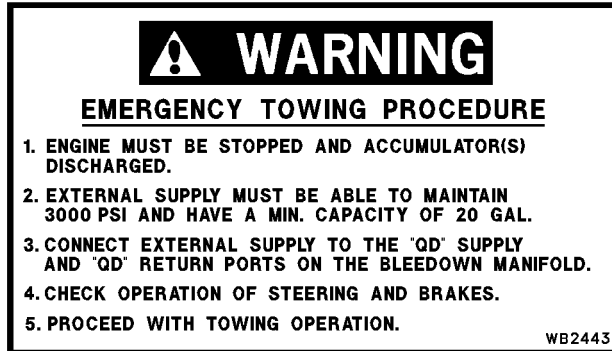 WARNING
EMERGENCY TOWING PROCEDURE
1. ENGINE MUST BE STOPPED AND ACCUMULATOR(S)
DISCHARGED.
2. EXTERNAL SUPPLY MUST BE ABLE TO MAINTAIN
3000 PSI AND HAVE A MIN. CAPACITY OF 20 GAL.
3. CONNECT EXTERNAL SUPPLY TO THE "QD" SUPPLY
AND "QD" RETURN PORTS ON THE BLEEDOWN MANIFOLD.
4. CHECK OPERATION OF STEERING AND BRAKES.
5. PROCEED WITH TOWING OPERATION.
WB2443